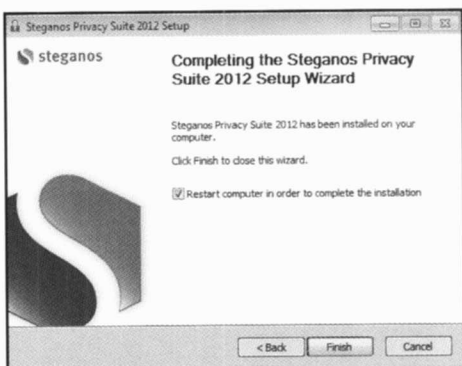 Steganos Privacy Suite 2012 Setup
steganos
Completing the Steganos Privacy
Suite 2012 Setup Wizard
Steganos Privacy Suite 2012 has been installed on your
computer.
Click Finish to close this wizard.
Restart computer in order to complete the installation
< Back
Finish
Cancel